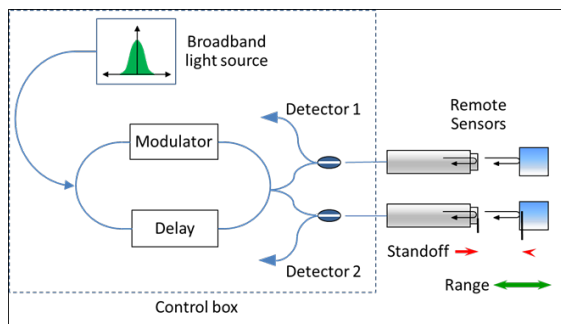 Broadband
light source
Detector 1
Remote
Sensors
Modulator
Delay
Standoff
Detector 2
Range
Control box